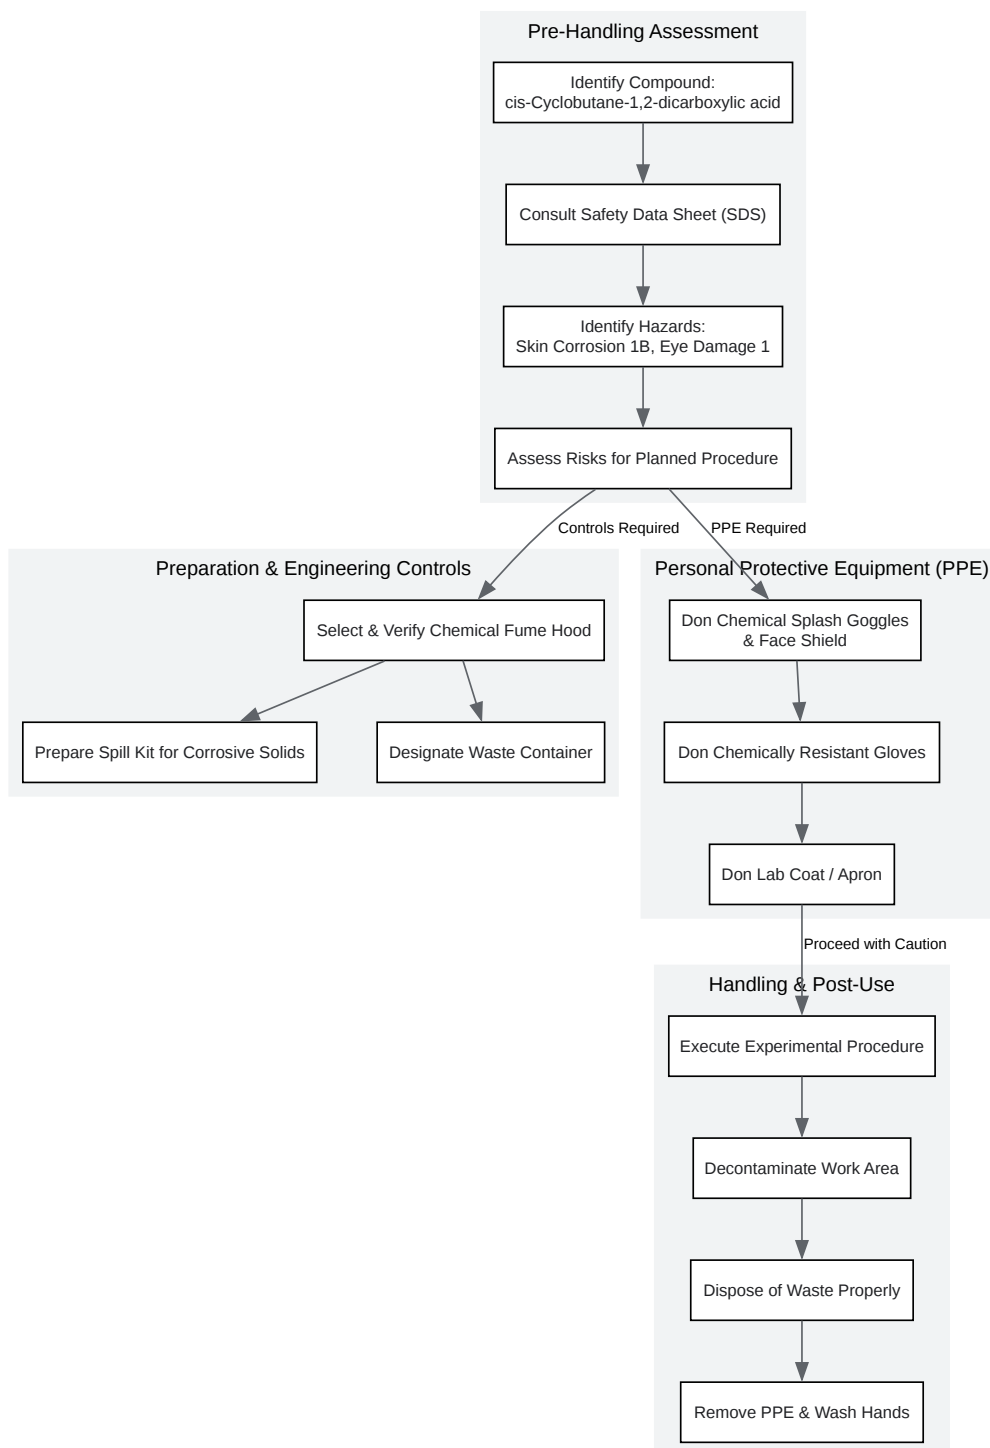 Pre-Handling Assessment
Identify Compound:
cis-Cyclobutane-1,2-dicarboxylic acid
Consult Safety Data Sheet (SDS)
Identify Hazards:
Skin Corrosion 1B, Eye Damage 1
Assess Risks for Planned Procedure
Controls Required
PPE Required
Preparation & Engineering Controls
Select & Verify Chemical Fume Hood
Prepare Spill Kit for Corrosive Solids
Designate Waste Container
Personal Protective Equipment (PPE)
Don Chemical Splash Goggles
& Face Shield
Don Chemically Resistant Gloves
Don Lab Coat / Apron
Proceed with Caution
Handling & Post-Use
Execute Experimental Procedure
Decontaminate Work Area
Dispose of Waste Properly
Remove PPE & Wash Hands